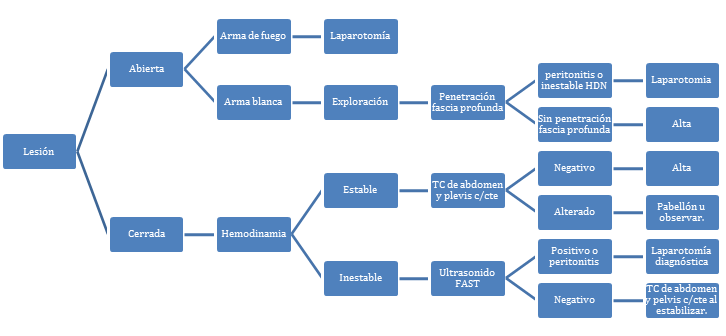 Lesión
Abierta
Arma de fuego
Laparotomía
Arma blanca
Exploración
Penetración
fascia profunda
peritonitis o
inestable HDN
Laparotomia
Sin penetración
fascia profunda
Alta
Cerrada
Hemodinamia
Estable
TC de abdomen
y plevis c/cte
Negativo
Alta
Alterado
Pabellón u
observar.
Inestable
Ultrasonido
FAST
Positivo o
peritonitis
Laparotomía
diagnóstica
Negativo
TC de abdomen
y pelvis c/cte al
estabilizar.